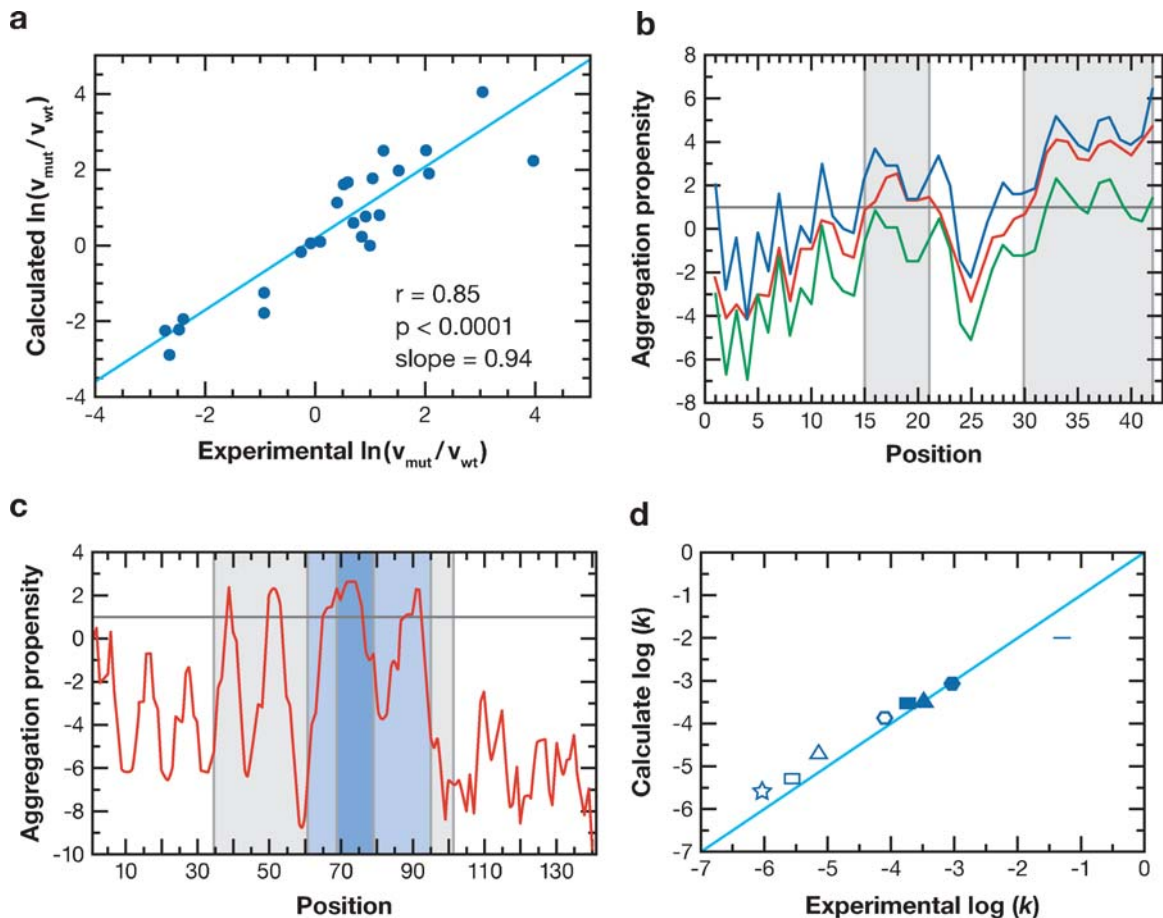 a
Calculated ln(vmut/vwt)
4
2
0
-2
-4
-4 -2 0 2 4
r = 0.85
p < 0.0001
slope = 0.94
Experimental ln(vmut/vwt)
b
Aggregation propensity
8
6
4
2
0
-2
-4
-6
-8
0 5 10 15 20 25 30 35 40
Position
c
Aggregation propensity
4
2
0
-2
-4
-6
-8
-10
10 30 50 70 90 110 130
Position
d
Calculate log (k)
0
-1
-2
-3
-4
-5
-6
-7
-7 -6 -5 -4 -3 -2 -1 0
Experimental log (k)